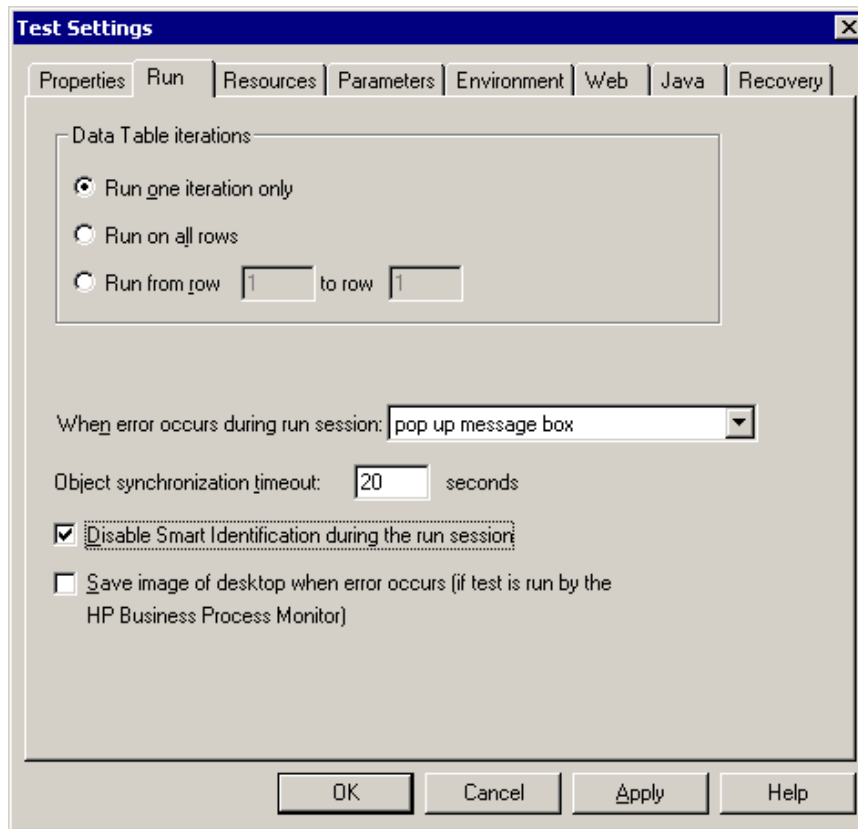 Test Settings
Properties Run Resources Parameters Environment Web Java Recovery
Data Table iterations
Run one iteration only
Run on all rows
Run from row 1 to row 1
When error occurs during run session: pop up message box
Object synchronization timeout: 20 seconds
Disable Smart Identification during the run session
Save image of desktop when error occurs (if test is run by the
HP Business Process Monitor)
OK Cancel Apply Help